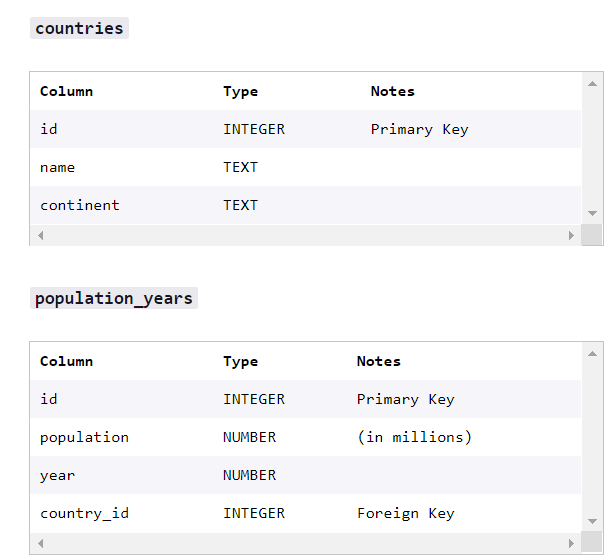 countries
Column Type Notes
id INTEGER Primary Key
name TEXT
continent TEXT
population_years
Column Type Notes
id INTEGER Primary Key
population NUMBER (in millions)
year NUMBER
country_id INTEGER Foreign Key